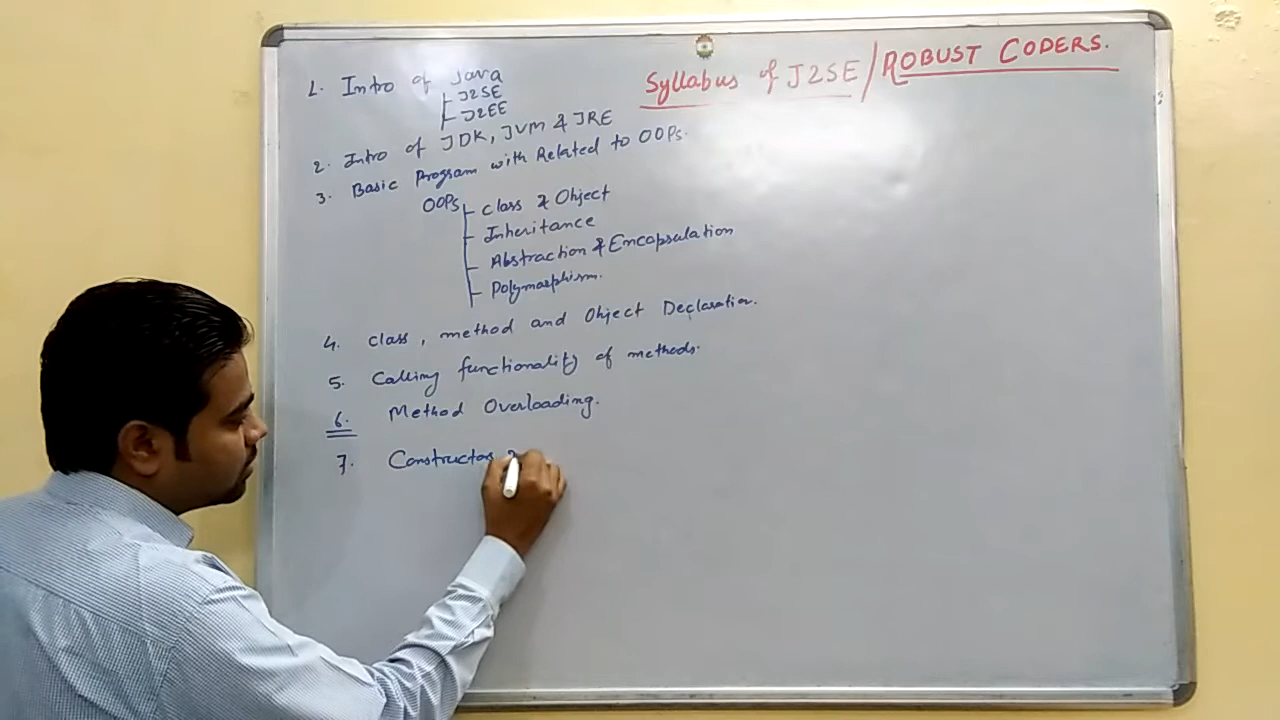 Syllabus of J2SE / ROBUST CODERS.
1. Intro of Java
J2SE
J2EE
2. Intro of JDK, JVM & JRE
3. Basic Program with Related to OOPs.
OOPs
Class & Object
Inheritance
Abstraction & Encapsulation
Polymorphism.
4. Class, method and Object Declaration.
5. Calling functionality of methods.
6. Method Overloading.
7. Constructor